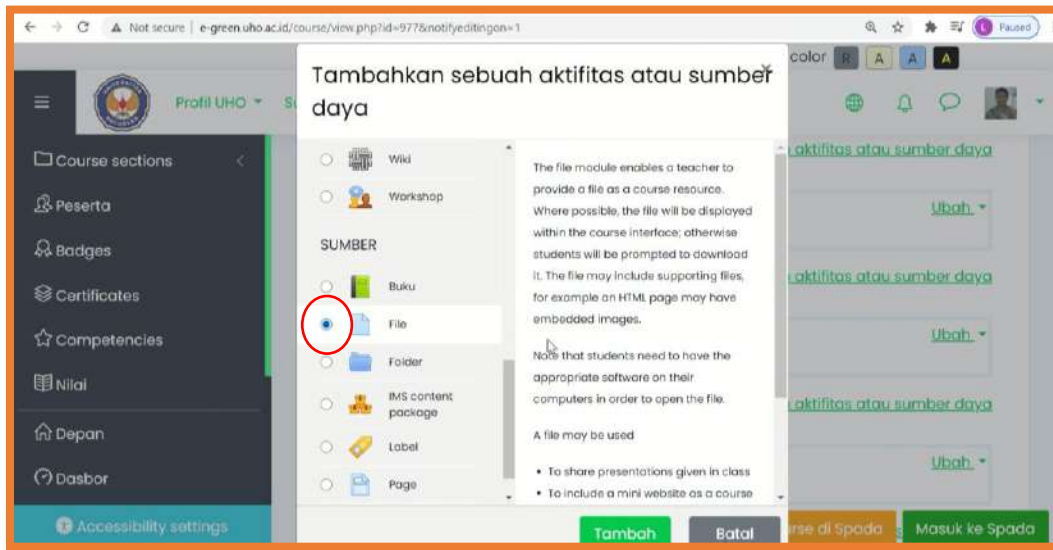 Not secure | e-green.uho.ac.id/course/view.php?id=977&notifyeditingon=1
Paused
color R A A A
Profil UHO
Tambahkan sebuah aktifitas atau sumber
daya
×
Course sections
Peserta
Badges
Certificates
Competencies
Nilai
Depan
Dasbor
Accessibility settings
Wiki
Workshop
SUMBER
Buku
File
Folder
IMS content
package
Label
Page
The file module enables a teacher to
provide a file as a course resource.
Where possible, the file will be displayed
within the course interface; otherwise
students will be prompted to download
it. The file may include supporting files,
for example an HTML page may have
embedded images.
Note that students need to have the
appropriate software on their
computers in order to open the file.
A file may be used
• To share presentations given in class
• To include a mini website as a course
Tambah
Batal
aktifitas atau sumber daya
Ubah
aktifitas atau sumber daya
Ubah
aktifitas atau sumber daya
Ubah
di Spada
Masuk ke Spada